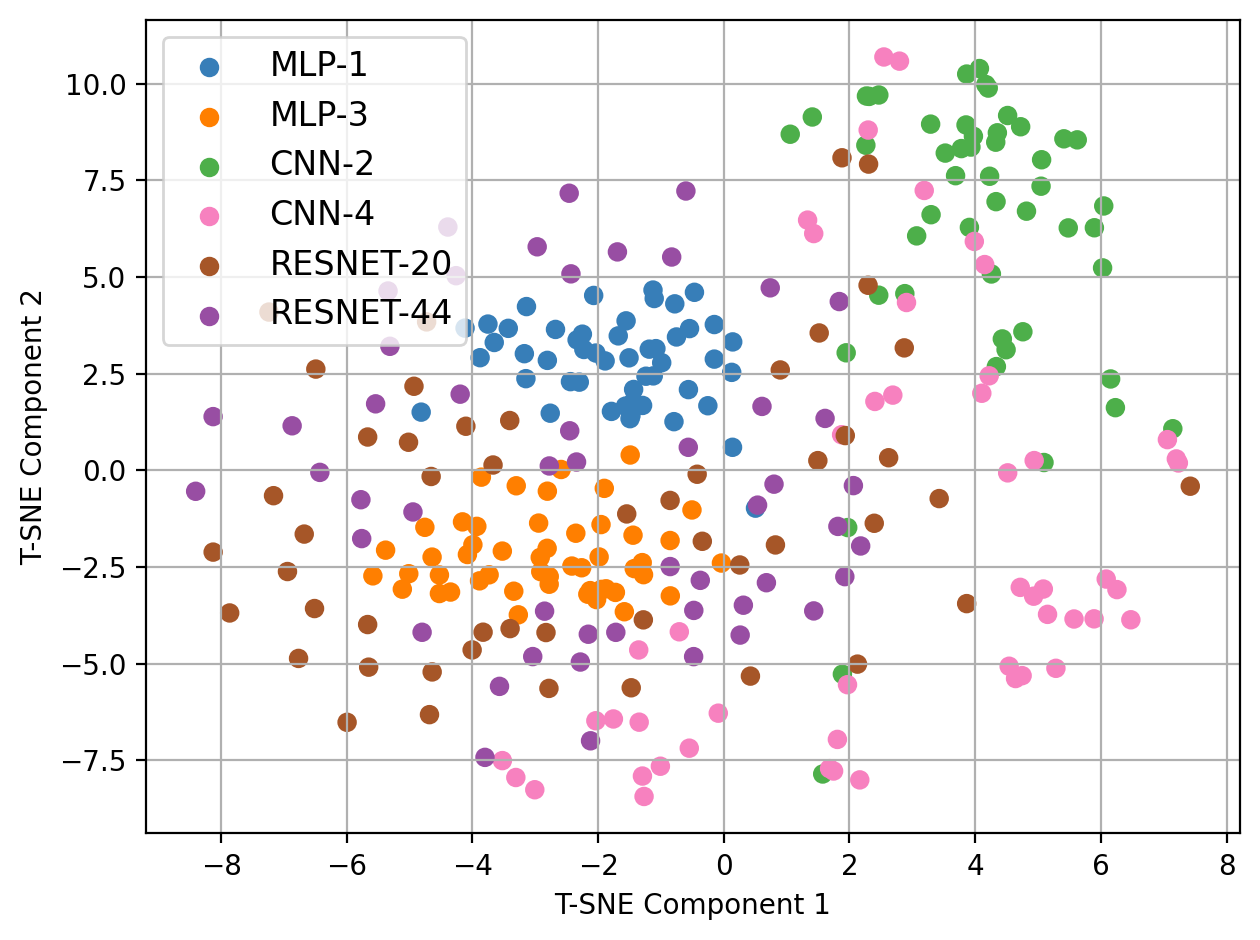 MLP-1
MLP-3
CNN-2
CNN-4
RESNET-20
RESNET-44
10.0
7.5
5.0
2.5
0.0
−2.5
−5.0
−7.5
T-SNE Component 2
−8 −6 −4 −2 0 2 4 6 8
T-SNE Component 1